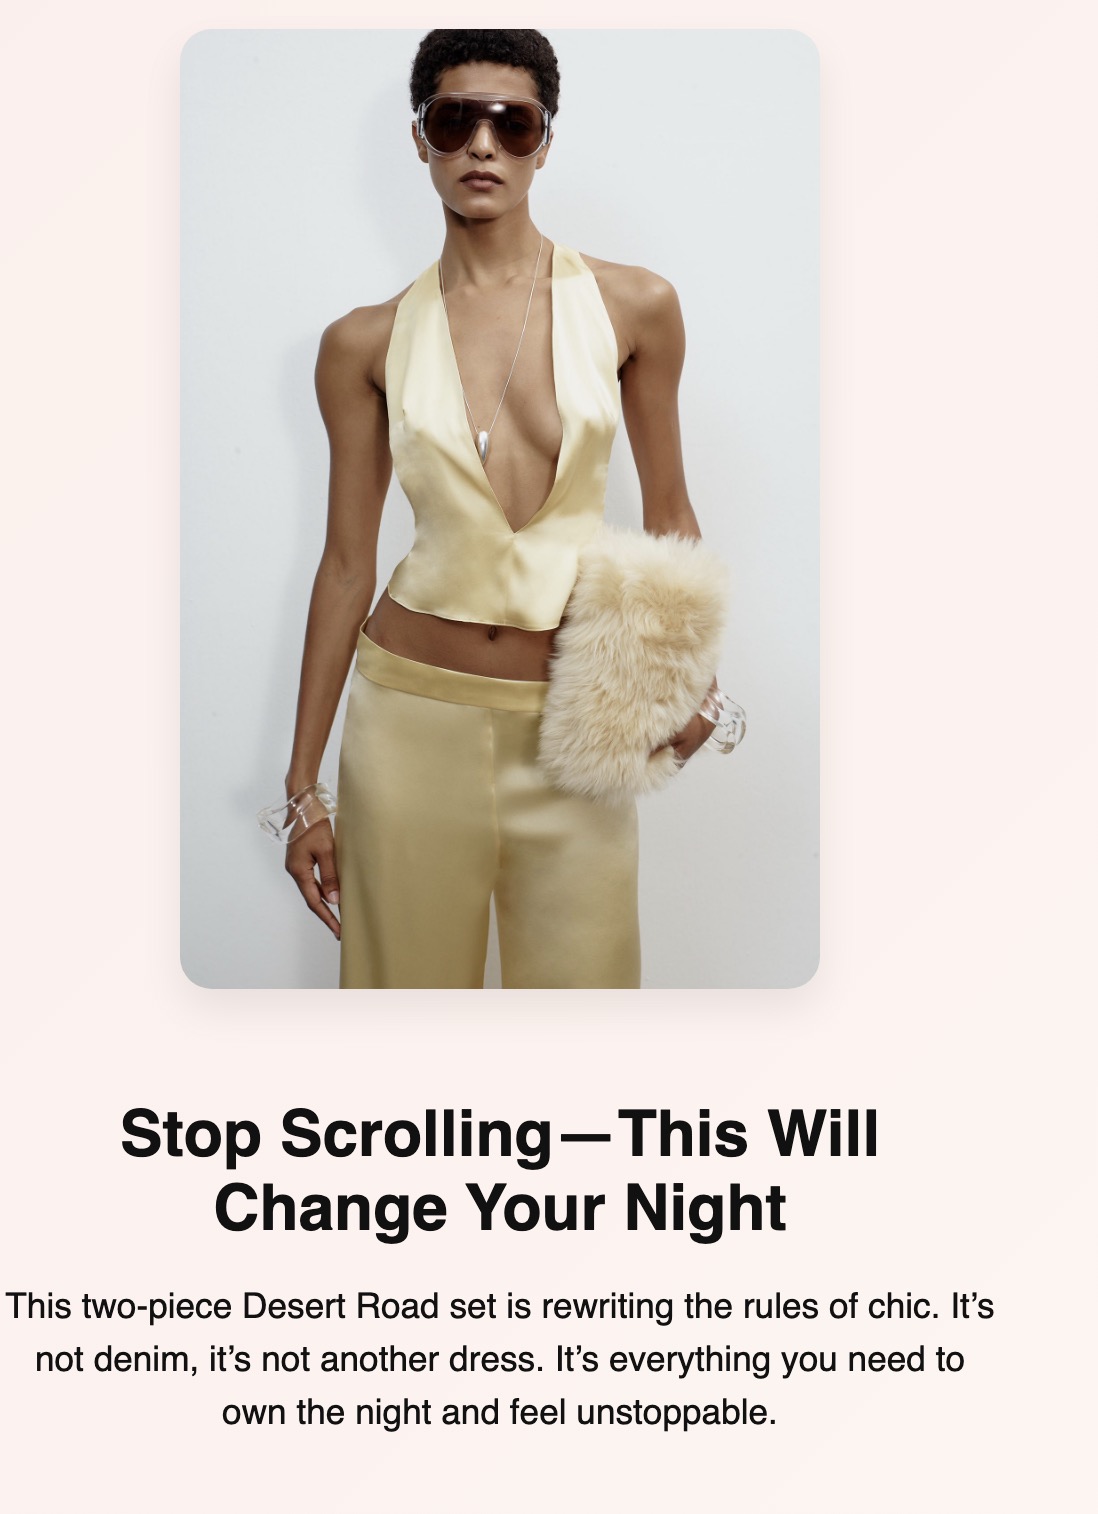 Stop Scrolling—This Will
Change Your Night
This two-piece Desert Road set is rewriting the rules of chic. It’s
not denim, it’s not another dress. It’s everything you need to
own the night and feel unstoppable.